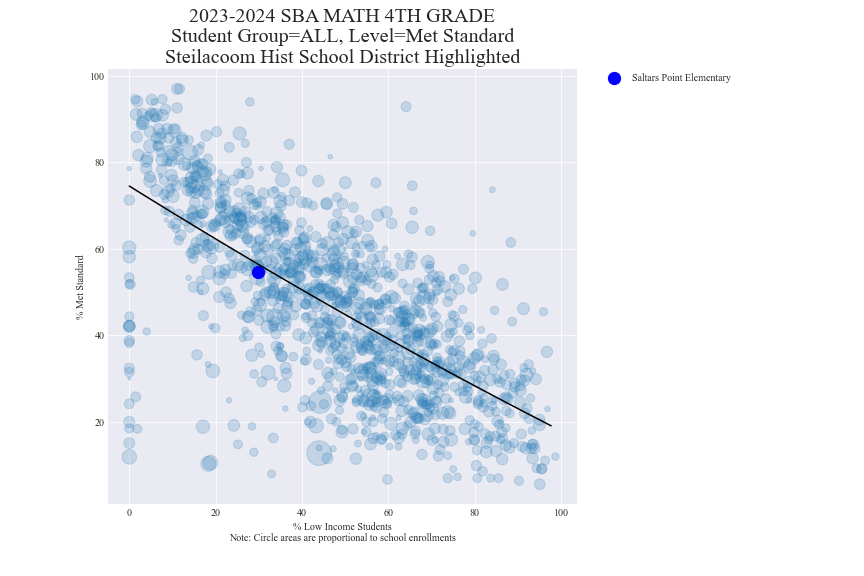 2023-2024 SBA MATH 4TH GRADE
Student Group=ALL, Level=Met Standard
Steilacoom Hist School District Highlighted
Saltars Point Elementary
100
80
60
40
20
% Met Standard
0 20 40 60 80 100
% Low Income Students
Note: Circle areas are proportional to school enrollments